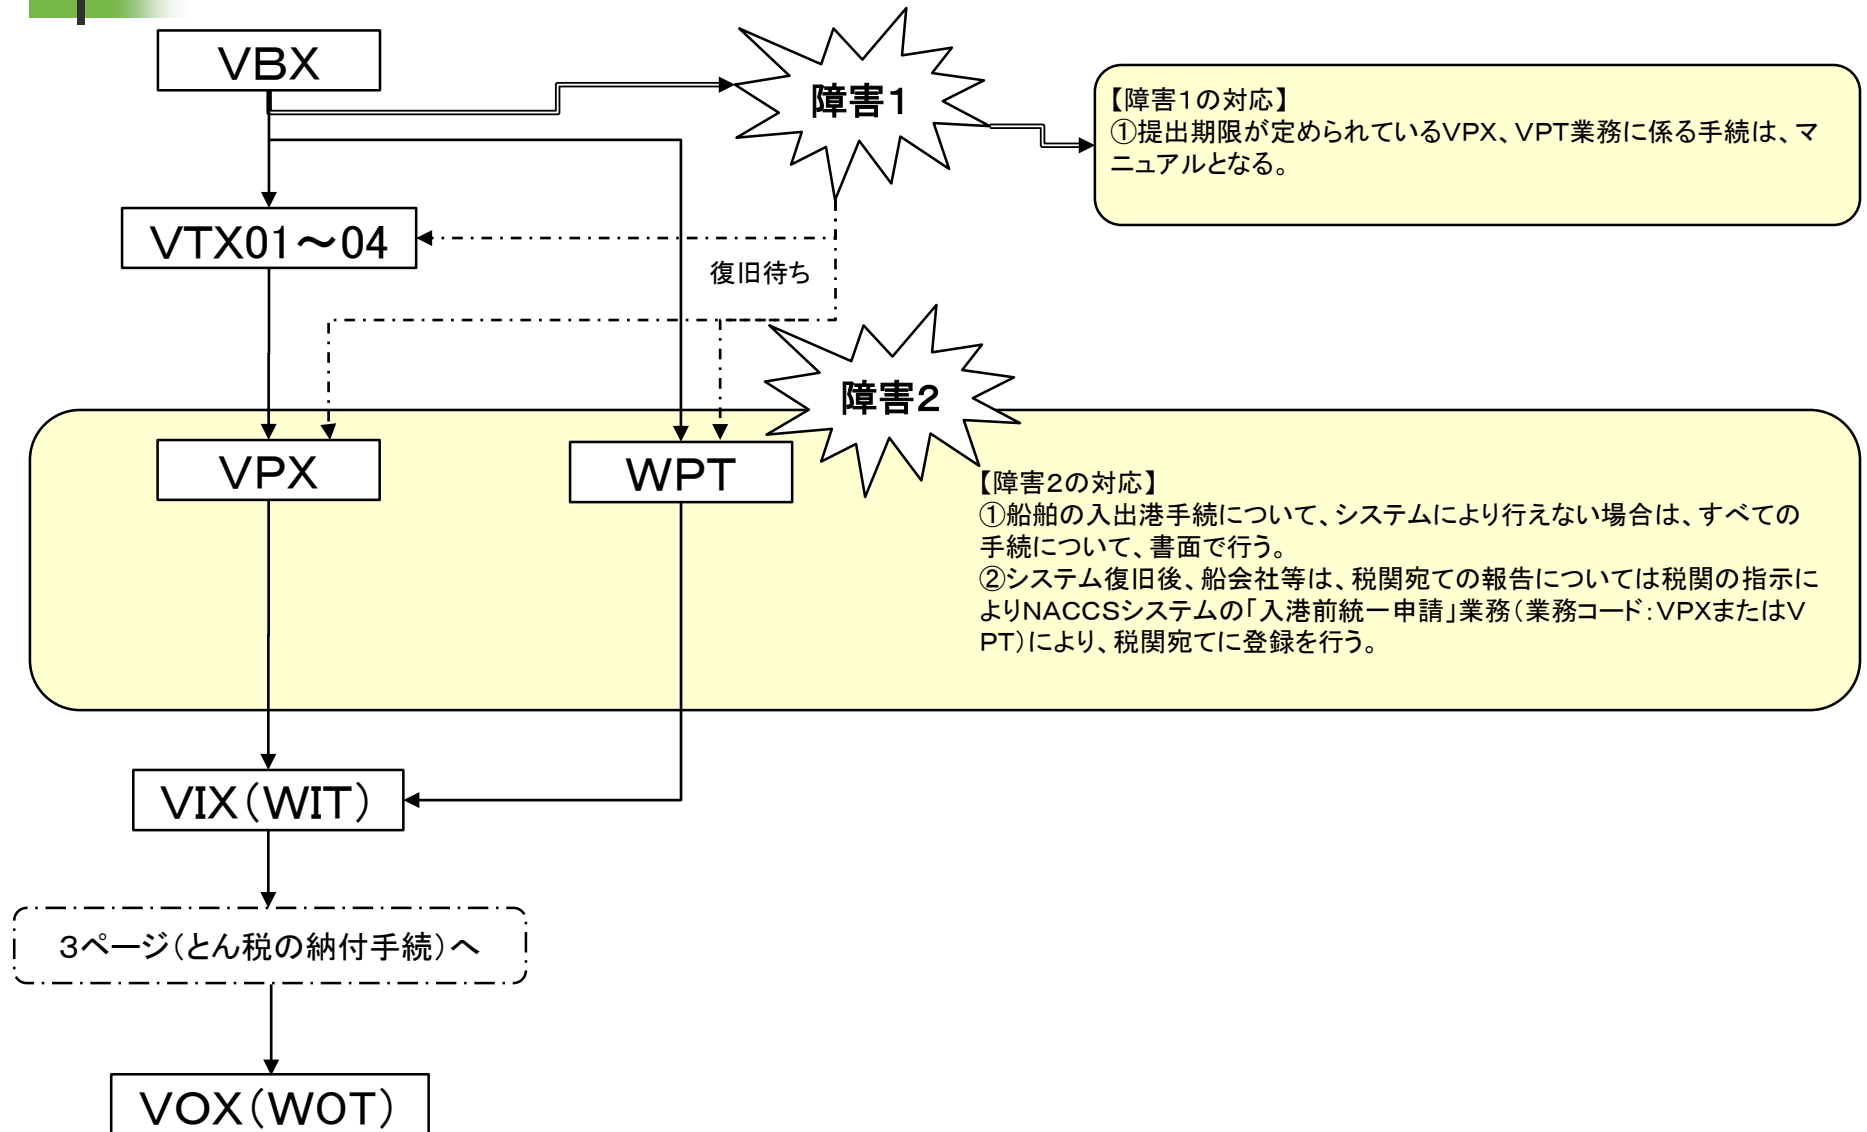 VBX
障害1
【障害1の対応】
①提出期限が定められているVPX、VPT業務に係る手続は、マ
ニュアルとなる。
VTX01～04
復旧待ち
障害2
VPX
WPT
【障害2の対応】
①船舶の入出港手続について、システムにより行えない場合は、すべての
手続について、書面で行う。
②システム復旧後、船会社等は、税関宛ての報告については税関の指示に
よりNACCSシステムの「入港前統一申請」業務（業務コード：VPXまたはV
PT）により、税関宛てに登録を行う。
VIX（WIT）
3ページ（とん税の納付手続）へ
VOX（WOT）